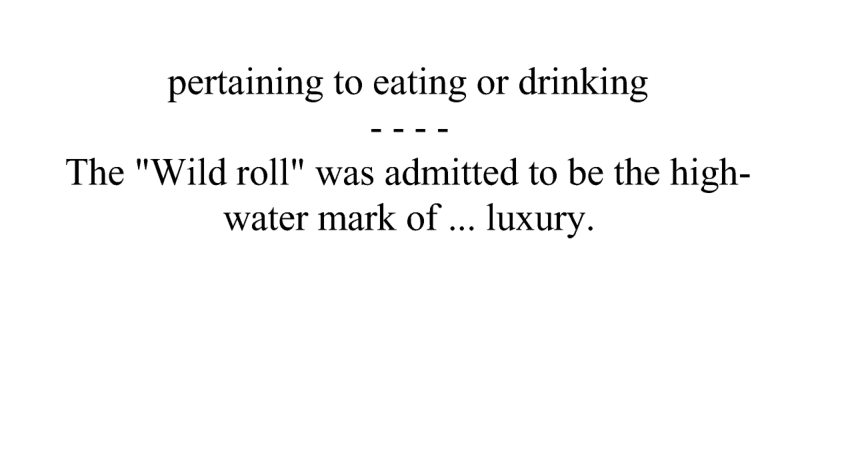 pertaining to eating or drinking
- - - -
The "Wild roll" was admitted to be the high-
water mark of ... luxury.